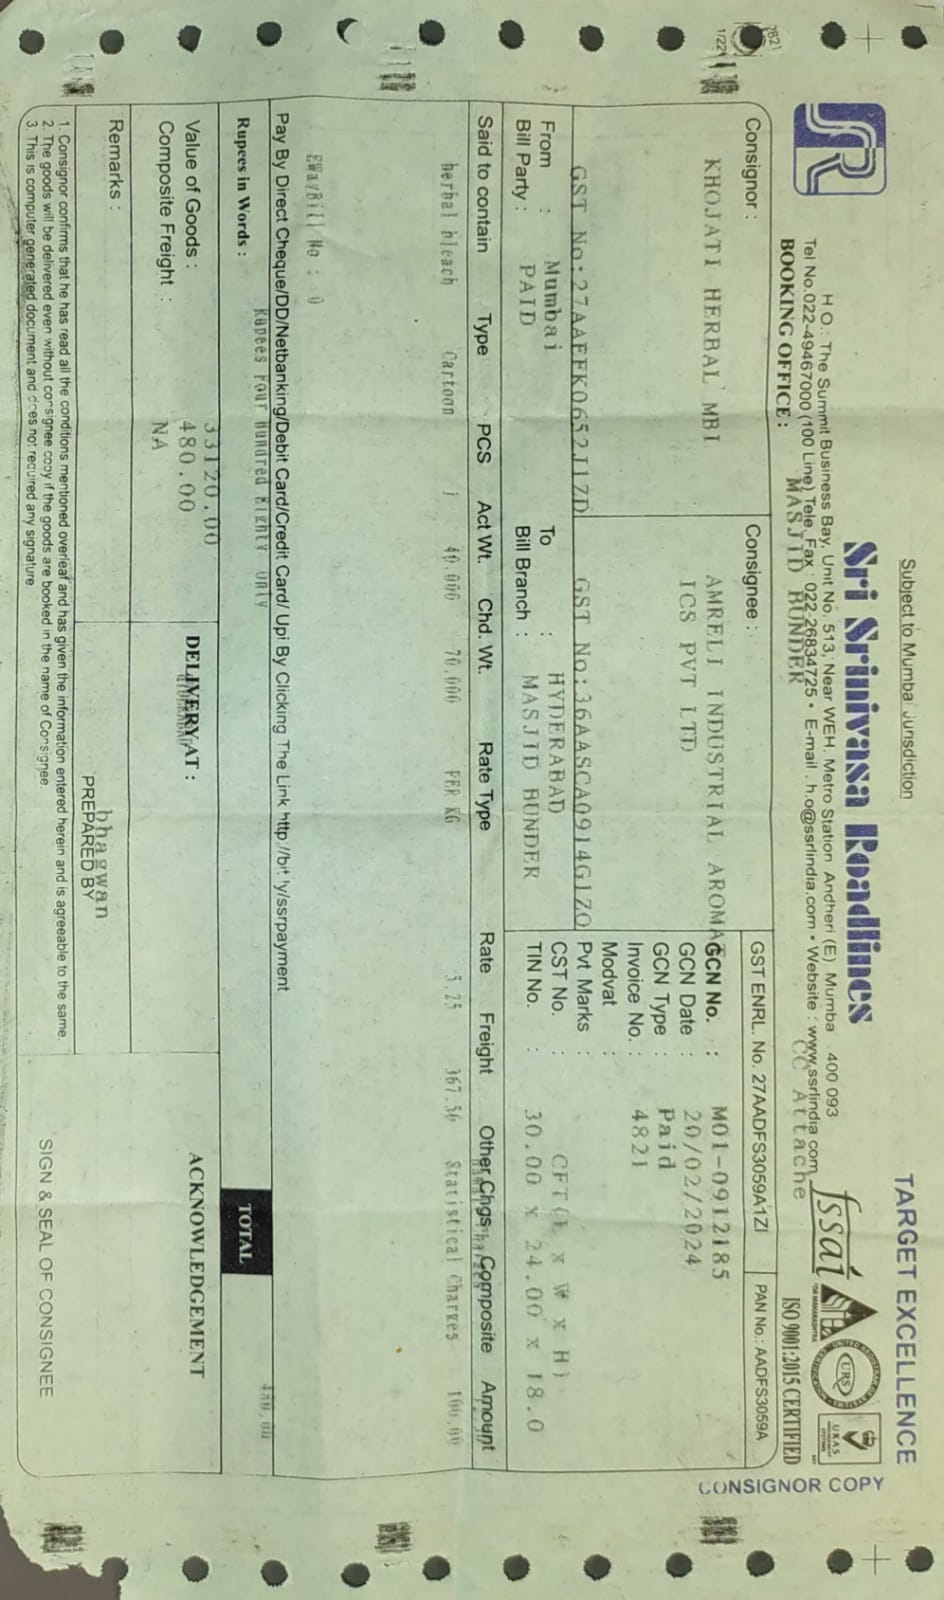 Subject to Mumbai Jurisdiction
TARGET EXCELLENCE
SR
Sri Srinivasa Roadlines
fssai
URS
UKAS
H.O.: The Summit Business Bay, Unit No. 513, Near WEH. Metro Station Andheri (E) Mumba 400 093
Tel No.022-49467000 (100 Line) Tele Fax : 022-26834725 • E-mail . h.o@ssrlindia.com • Website : www.ssrlindia.com
CC Attache
BOOKING OFFICE : MASJID BUNDER
ISO 9001:2015 CERTIFIED
CONSIGNOR COPY
Consignor :
Consignee :
GST ENRL. No. 27AADFS3059A1ZI
PAN No.: AADFS3059A
KHOJATI HERBAL MBI
AMRELI INDUSTRIAL AROMAT
ICS PVT LTD
GCN No. : M01-0912185
GCN Date : 20/02/2024
GCN Type : Paid
Invoice No. : 4821
Modvat
GST No:27AAEFK0652J1ZD
GST No:36AASCA0914G1ZQ
Pvt Marks :
From : Mumbai
To : HYDERABAD
CST No. : CFT(L x W x H)
Bill Party : PAID
Bill Branch : MASJID BUNDER
TIN No. : 30.00 x 24.00 x 18.0
Said to contain Type PCS Act Wt. Chd. Wt. Rate Type Rate Freight Other Chgs. Composite Amount
herbal bleach Cartoon 1 40.000 70.000 PER KG 5.25 367.50 Statistical Charges 100.00
EWayBill No : 0
Pay By Direct Cheque/DD/Netbanking/Debit Card/Credit Card/ Upi By Clicking The Link http://bit.ly/ssrpayment
Rupees in Words : Rupees Four Hundred Eighty Only
TOTAL 480.00
Value of Goods : 33120.00
480.00
Composite Freight : NA
DELIVERY AT :
ACKNOWLEDGEMENT
Remarks :
bhagwan
PREPARED BY
1. Consignor confirms that he has read all the conditions mentioned overleaf and has given the information entered herein and is agreeable to the same
2. The goods will be delivered even without consignee copy if the goods are booked in the name of Consignee.
3. This is computer generated document and does not required any signature
SIGN & SEAL OF CONSIGNEE